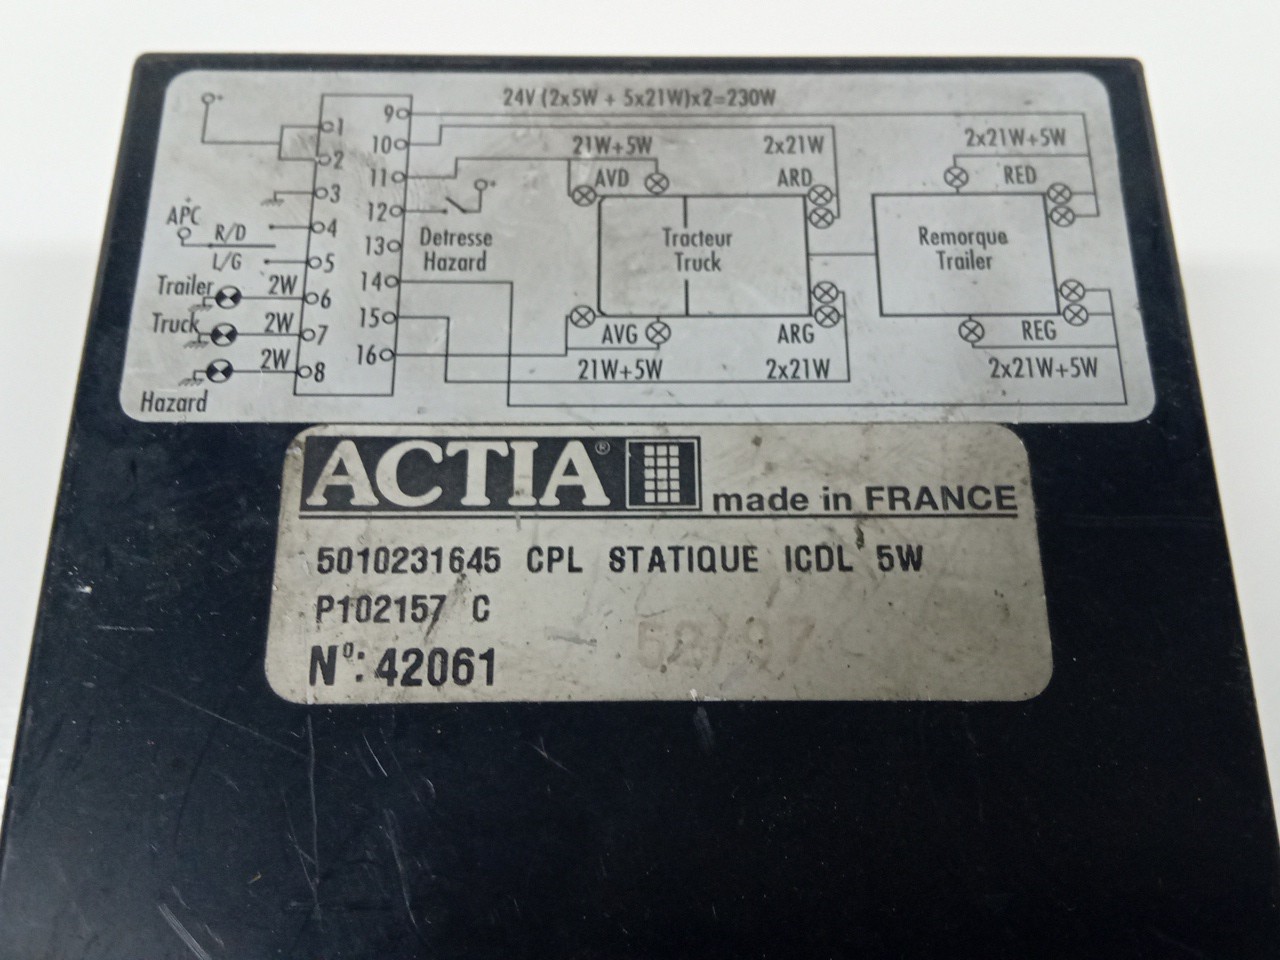 24V (2x5W + 5x21W)x2=230W
+
1
2
3
4
5
6
7
8
9
10
11
12
13
14
15
16
+
APC
R/D
L/G
Trailer 2W
Truck 2W
2W
Hazard
+
Detresse
Hazard
21W+5W
2x21W
2x21W+5W
AVD
ARD
RED
Tracteur
Truck
Remorque
Trailer
AVG
ARG
REG
21W+5W
2x21W
2x21W+5W
ACTIA® made in FRANCE
5010231645 CPL STATIQUE ICDL 5W
P102157 C
N°: 42061